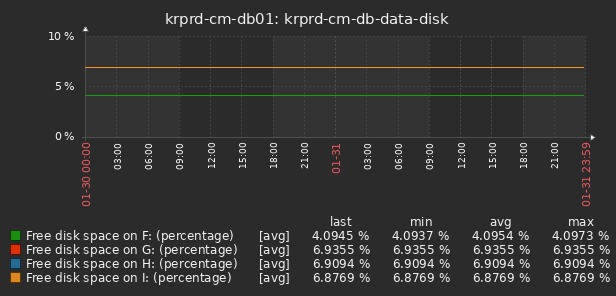 krprd-cm-db01: krprd-cm-db-data-disk
10 %
5 %
0 %
01-30 00:00 03:00 06:00 09:00 12:00 15:00 18:00 21:00 01-31 03:00 06:00 09:00 12:00 15:00 18:00 21:00 01-31 23:59
last min avg max
Free disk space on F: (percentage) [avg] 4.0945 % 4.0937 % 4.0954 % 4.0973 %
Free disk space on G: (percentage) [avg] 6.9355 % 6.9355 % 6.9355 % 6.9355 %
Free disk space on H: (percentage) [avg] 6.9094 % 6.9094 % 6.9094 % 6.9094 %
Free disk space on I: (percentage) [avg] 6.8769 % 6.8769 % 6.8769 % 6.8769 %